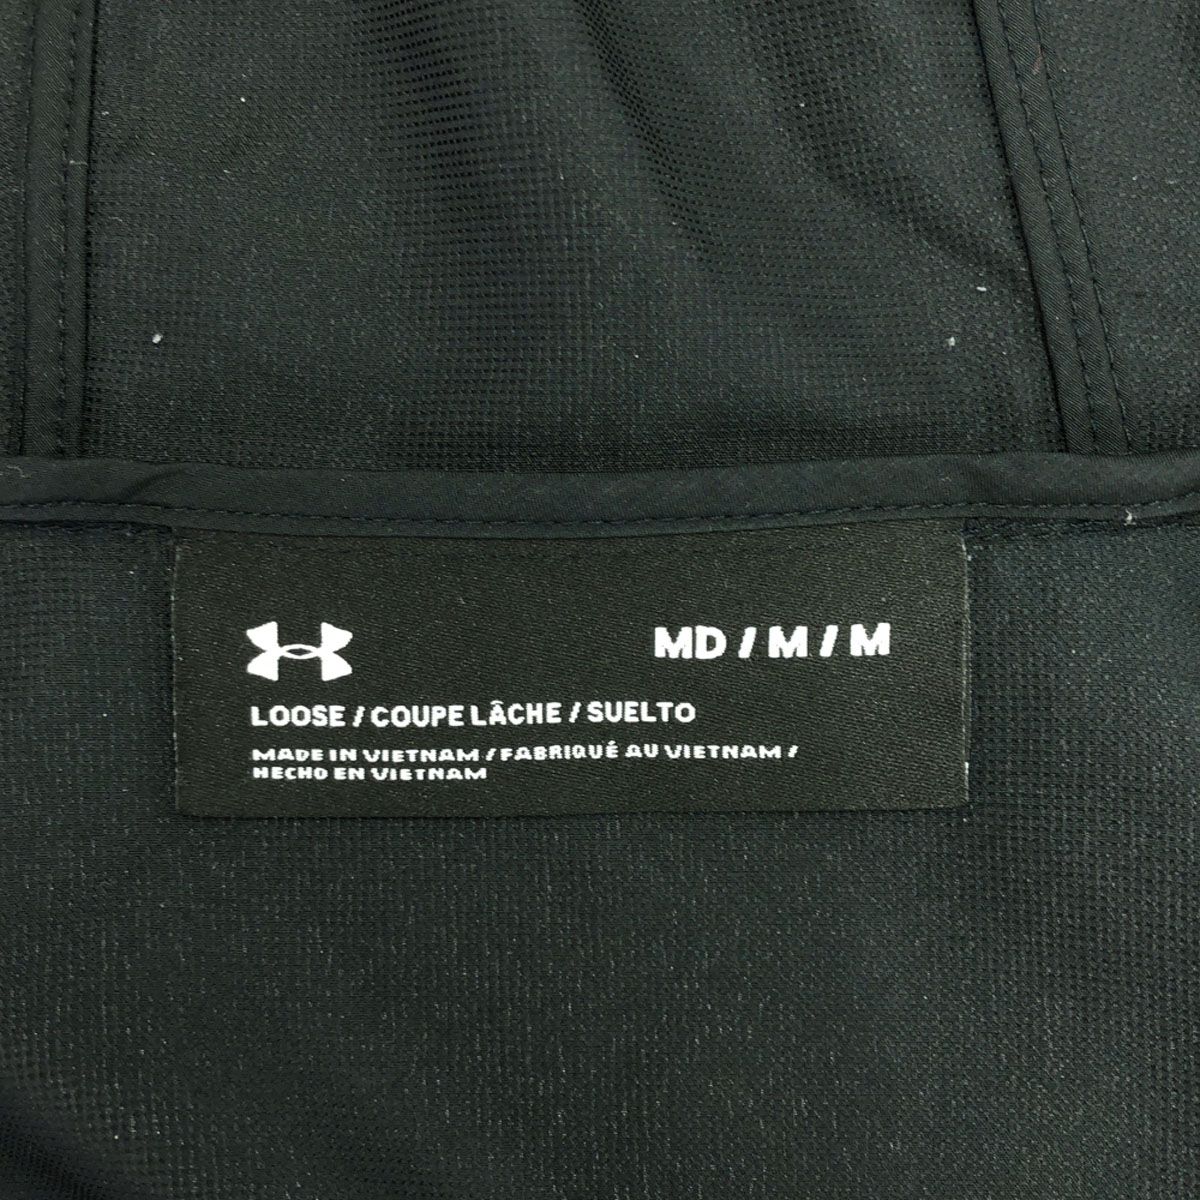 MD / M / M
LOOSE / COUPE LÂCHE / SUELTO
MADE IN VIETNAM / FABRIQUÉ AU VIETNAM /
HECHO EN VIETNAM